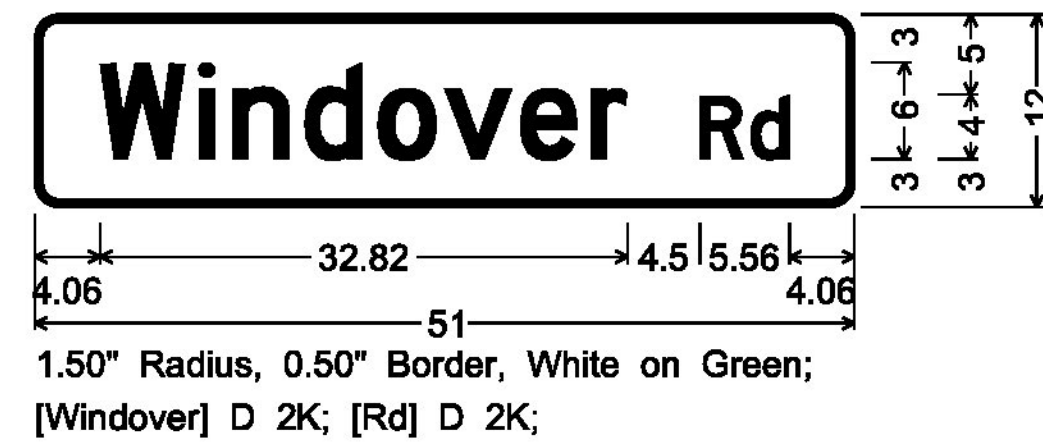 Windover Rd
3 5
6 4 12
3 3
32.82 4.5 5.56
4.06 4.06
51
1.50" Radius, 0.50" Border, White on Green;
[Windover] D 2K; [Rd] D 2K;